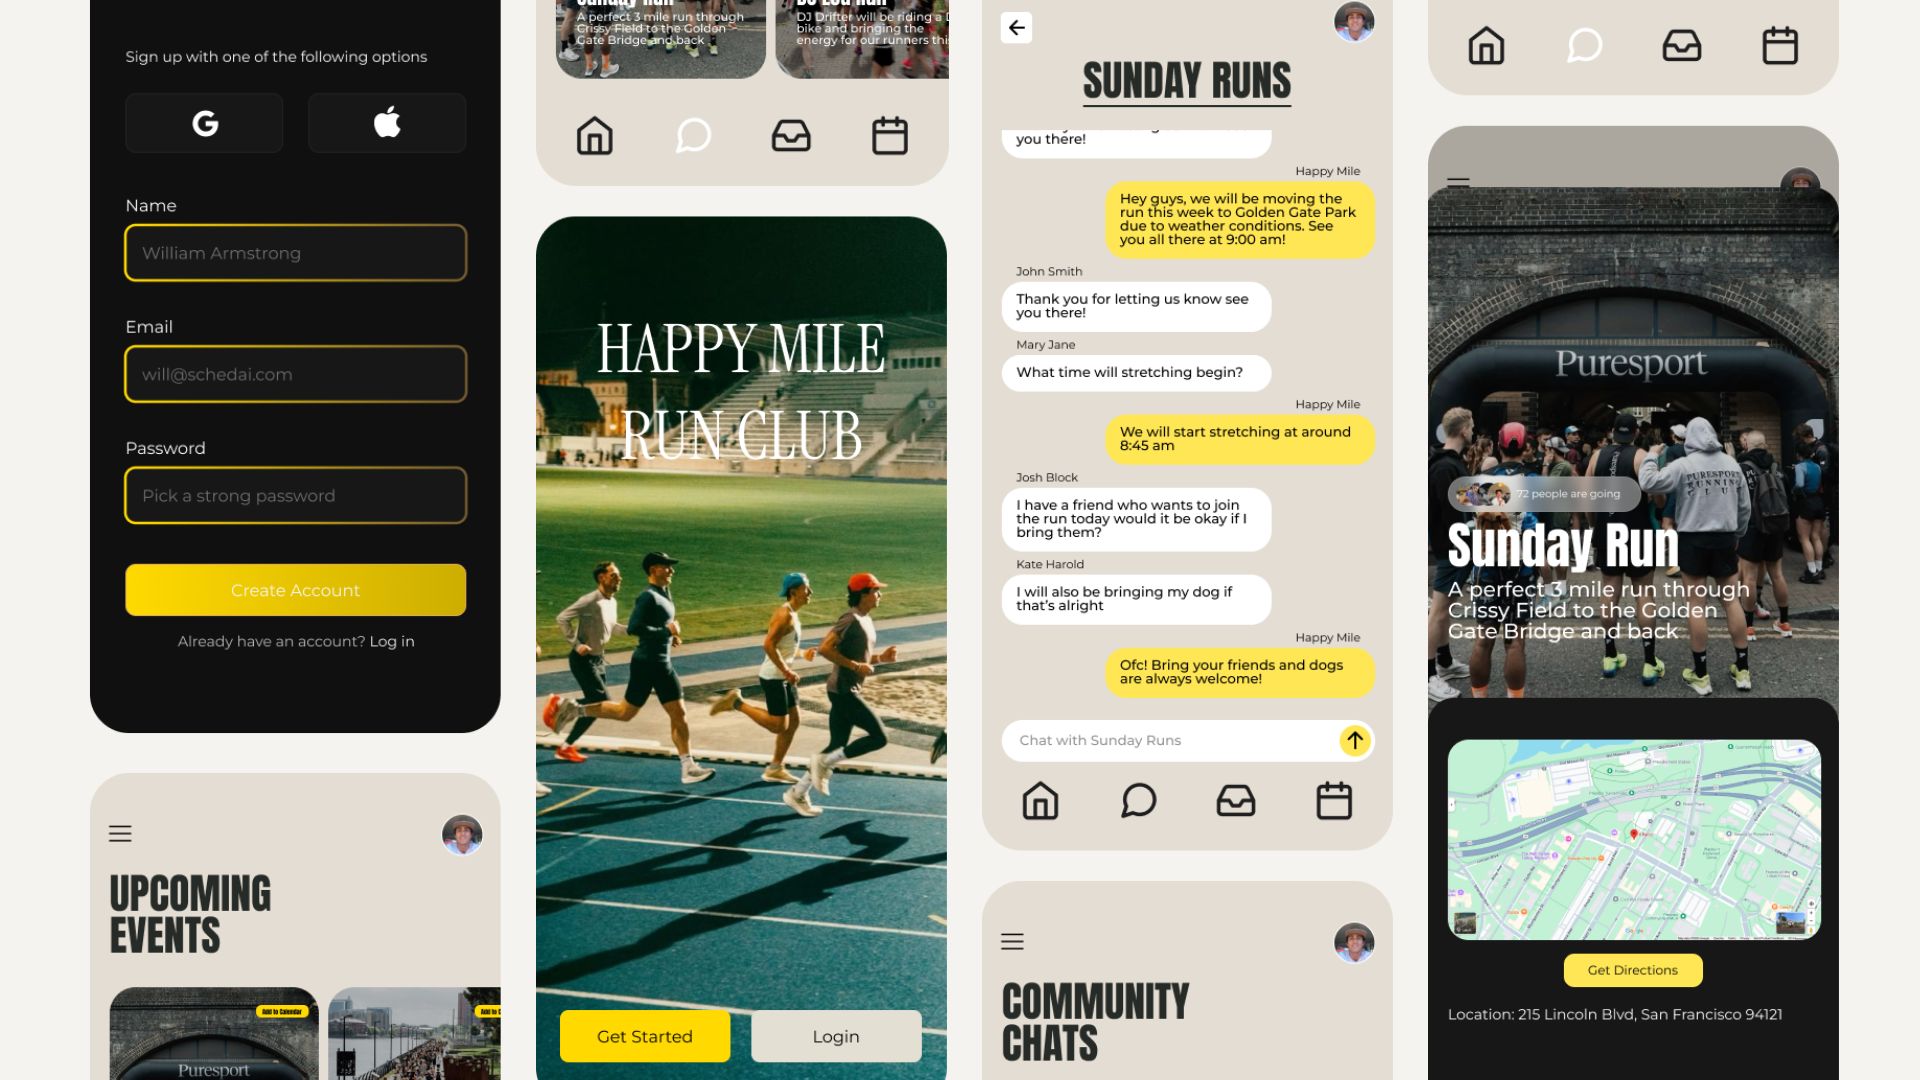 Sign up with one of the following options
Name
William Armstrong
Email
will@schedai.com
Password
Pick a strong password
Create Account
Already have an account? Log in
UPCOMING
EVENTS
Add to Calendar
Puresport
Add to
Sunday Run
A perfect 3 mile run through
Crissy Field to the Golden
Gate Bridge and back
Run
DJ Drifter will be riding a
bike and bringing the
energy for our runners
HAPPY MILE
RUN CLUB
Get Started
Login
SUNDAY RUNS
you there!
Happy Mile
Hey guys, we will be moving the
run this week to Golden Gate Park
due to weather conditions. See
you all there at 9:00 am!
John Smith
Thank you for letting us know see
you there!
Mary Jane
What time will stretching begin?
Happy Mile
We will start stretching at around
8:45 am
Josh Block
I have a friend who wants to join
the run today would it be okay if I
bring them?
Kate Harold
I will also be bringing my dog if
that's alright
Happy Mile
Ofc! Bring your friends and dogs
are always welcome!
Chat with Sunday Runs
COMMUNITY
CHATS
Puresport
PURESPORT
RUNNING
CLUB
72 people are going
Sunday Run
A perfect 3 mile run through
Crissy Field to the Golden
Gate Bridge and back
Google
Get Directions
Location: 215 Lincoln Blvd, San Francisco 94121